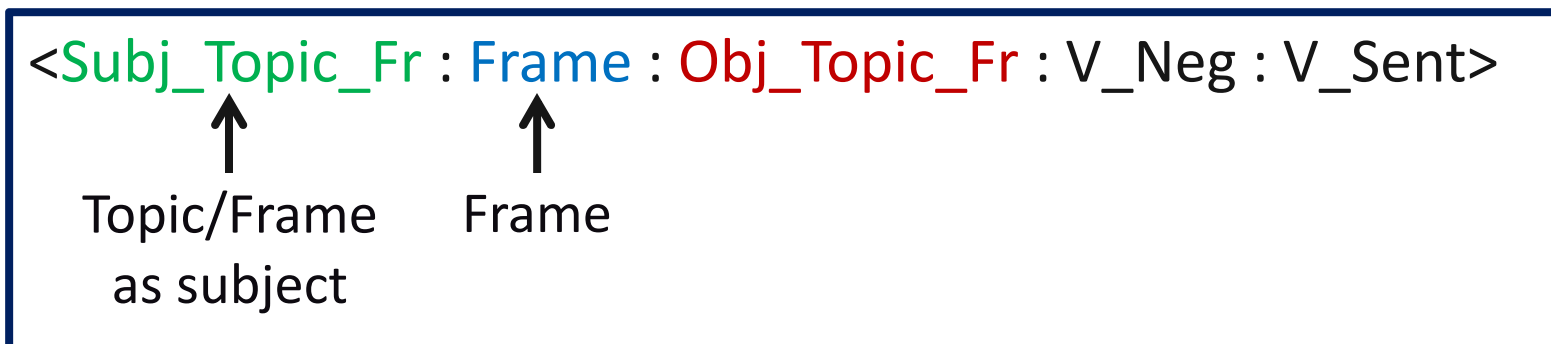 <Subj_Topic_Fr : Frame : Obj_Topic_Fr : V_Neg : V_Sent>
Topic/Frame
as subject
Frame